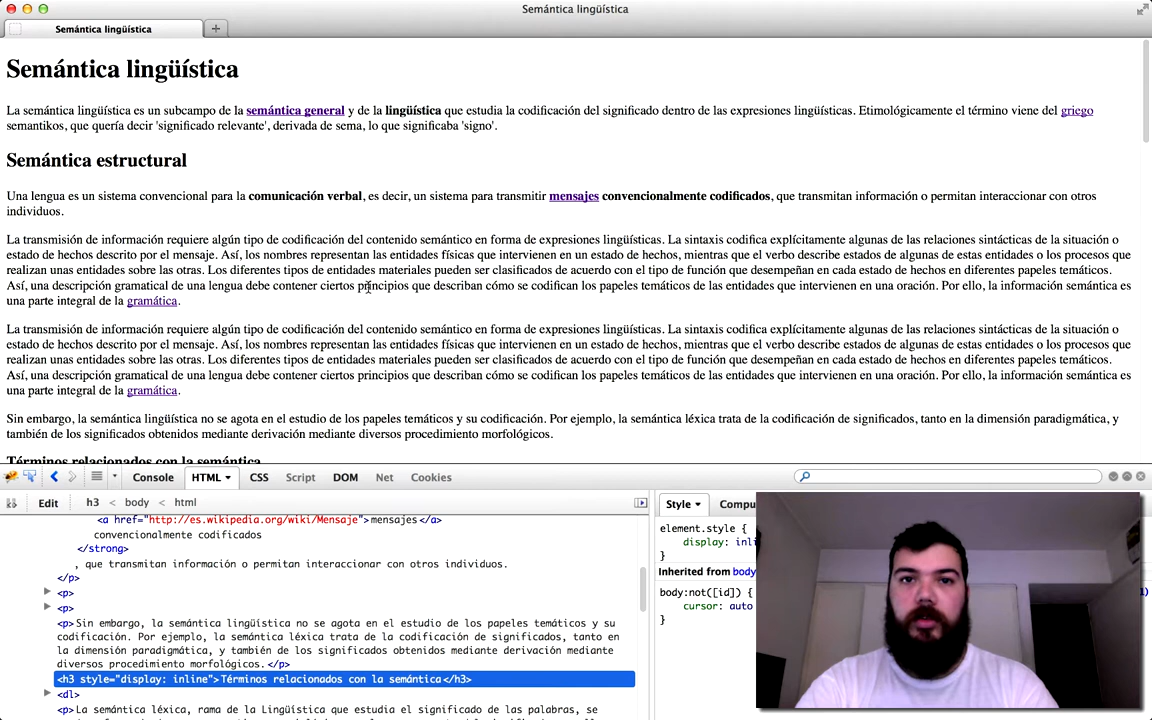 Semántica lingüística
Semántica lingüística
Semántica lingüística
La semántica lingüística es un subcampo de la semántica general y de la lingüística que estudia la codificación del significado dentro de las expresiones lingüísticas. Etimológicamente el término viene del griego
semantikos, que quería decir 'significado relevante', derivada de sema, lo que significaba 'signo'.
Semántica estructural
Una lengua es un sistema convencional para la comunicación verbal, es decir, un sistema para transmitir mensajes convencionalmente codificados, que transmitan información o permitan interaccionar con otros
individuos.
La transmisión de información requiere algún tipo de codificación del contenido semántico en forma de expresiones lingüísticas. La sintaxis codifica explícitamente algunas de las relaciones sintácticas de la situación o
estado de hechos descrito por el mensaje. Así, los nombres representan las entidades físicas que intervienen en un estado de hechos, mientras que el verbo describe estados de algunas de estas entidades o los procesos que
realizan unas entidades sobre las otras. Los diferentes tipos de entidades materiales pueden ser clasificados de acuerdo con el tipo de función que desempeñan en cada estado de hechos en diferentes papeles temáticos.
Así, una descripción gramatical de una lengua debe contener ciertos principios que describan cómo se codifican los papeles temáticos de las entidades que intervienen en una oración. Por ello, la información semántica es
una parte integral de la gramática.
La transmisión de información requiere algún tipo de codificación del contenido semántico en forma de expresiones lingüísticas. La sintaxis codifica explícitamente algunas de las relaciones sintácticas de la situación o
estado de hechos descrito por el mensaje. Así, los nombres representan las entidades físicas que intervienen en un estado de hechos, mientras que el verbo describe estados de algunas de estas entidades o los procesos que
realizan unas entidades sobre las otras. Los diferentes tipos de entidades materiales pueden ser clasificados de acuerdo con el tipo de función que desempeñan en cada estado de hechos en diferentes papeles temáticos.
Así, una descripción gramatical de una lengua debe contener ciertos principios que describan cómo se codifican los papeles temáticos de las entidades que intervienen en una oración. Por ello, la información semántica es
una parte integral de la gramática.
Sin embargo, la semántica lingüística no se agota en el estudio de los papeles temáticos y su codificación. Por ejemplo, la semántica léxica trata de la codificación de significados, tanto en la dimensión paradigmática, y
también de los significados obtenidos mediante derivación mediante diversos procedimiento morfológicos.
Términos relacionados con la semántica
Console HTML CSS Script DOM Net Cookies
Edit h3 < body < html
Style Compu
<a href="http://es.wikipedia.org/wiki/Mensaje">mensajes</a>
convencionalmente codificados
</strong>
, que transmitan información o permitan interaccionar con otros individuos.
</p>
<p>
<p>
<p>Sin embargo, la semántica lingüística no se agota en el estudio de los papeles temáticos y su
codificación. Por ejemplo, la semántica léxica trata de la codificación de significados, tanto en
la dimensión paradigmática, y también de los significados obtenidos mediante derivación mediante
diversos procedimiento morfológicos.</p>
<h3 style="display: inline">Términos relacionados con la semántica</h3>
<dl>
<p>La semántica léxica, rama de la Lingüística que estudia el significado de las palabras, se
element.style {
display: inli
}
Inherited from body
body:not([id]) {
cursor: auto
}